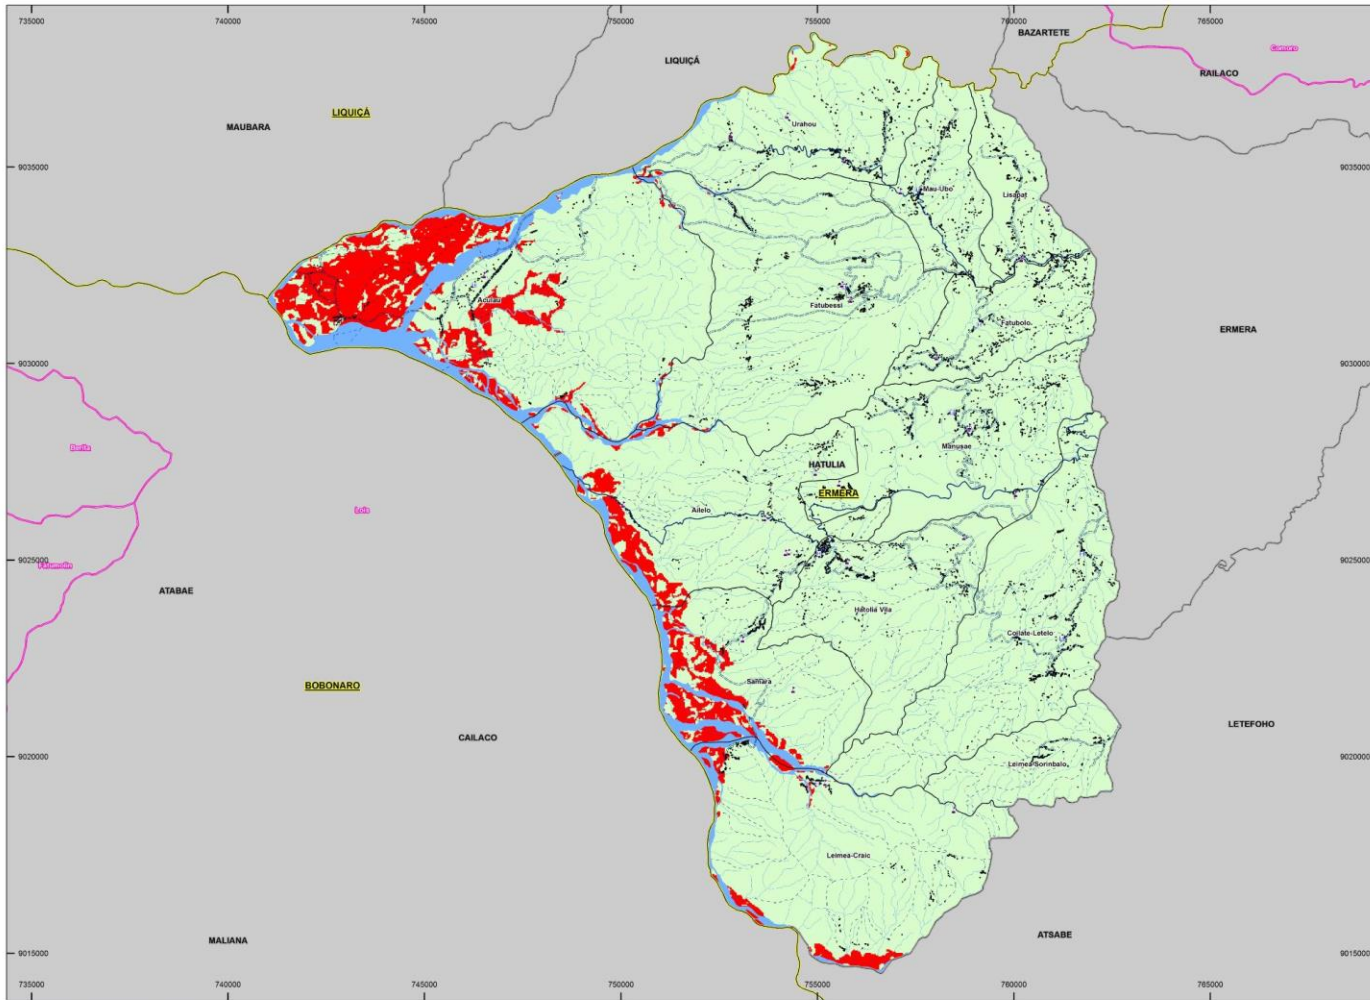 735000 740000 745000 750000 755000 760000 765000
BAZARTETE
LIQUIÇÁ
RAILACO
LIQUIÇÁ
MAUBARA
Urahou
9035000
9035000
Mau-Ubo
Lisapat
Aculau
Fatubessi
Fatubolo
ERMERA
9030000
9030000
Manusae
HATULIA
ERMERA
Lois
Ailelo
9025000
9025000
ATABAE
Hatolia Vila
Coilate-Letelo
Samara
BOBONARO
LETEFOHO
CAILACO
9020000
9020000
Leimea-Sorinbalo
Leimea-Craic
MALIANA
ATSABE
9015000
9015000
735000 740000 745000 750000 755000 760000 765000